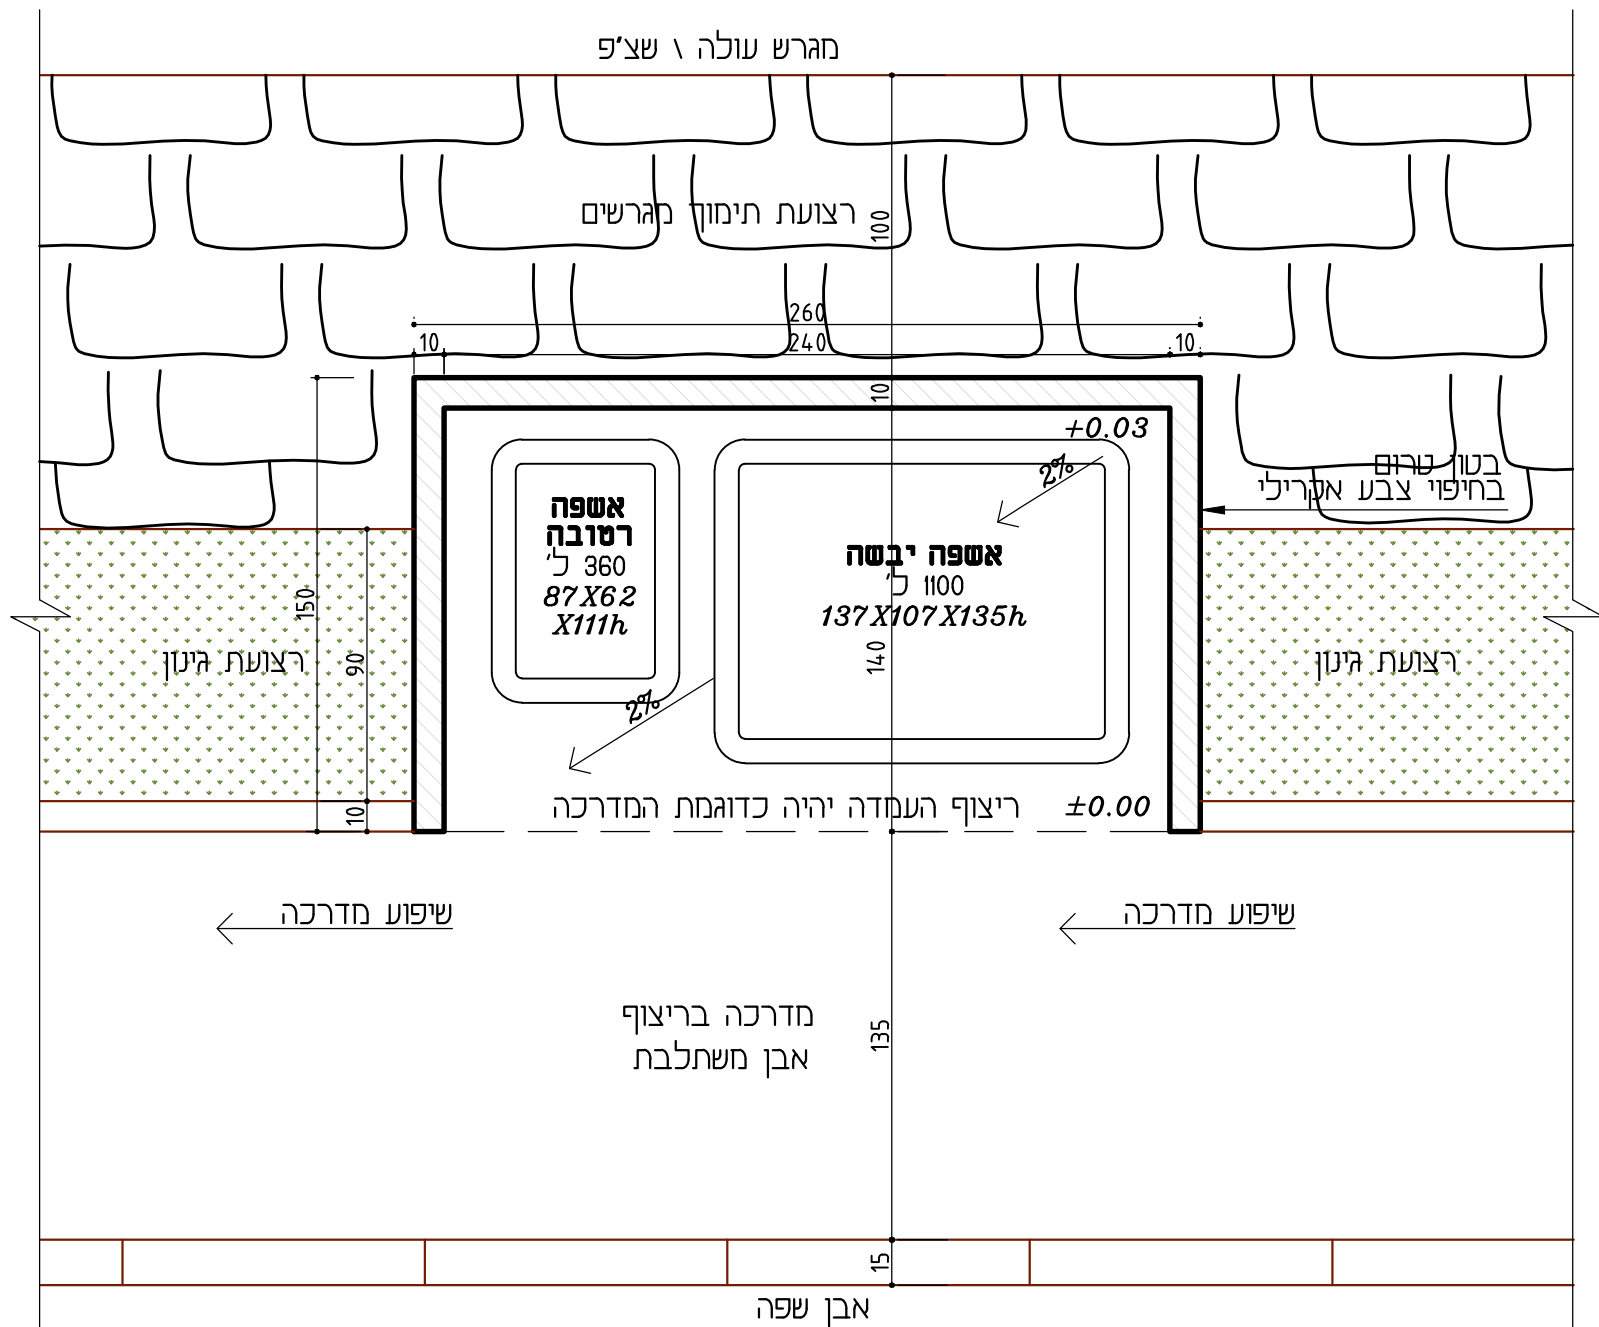 מגרש עולה \ שצ'פ
רצועת תימוך מגרשים
100
260
10
240
10
10
+0.03
2%
בטון טרום
בחיפוי צבע אקרילי
אשפה
רטובה
360 ל'
87X62
X111h
אשפה יבשה
1100 ל'
137X107X135h
150
90
140
רצועת גינון
רצועת גינון
2%
10
ריצוף העמדה יהיה כדוגמת המדרכה
±0.00
שיפוע מדרכה
שיפוע מדרכה
מדרכה בריצוף
אבן משתלבת
135
15
אבן שפה